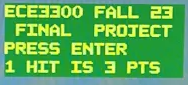 ECE3300 FALL 23
FINAL PROJECT
PRESS ENTER
1 HIT IS 3 PTS